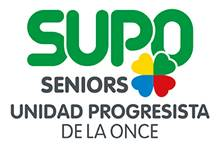 SUPO
SENIORS
UNIDAD PROGRESISTA
DE LA ONCE